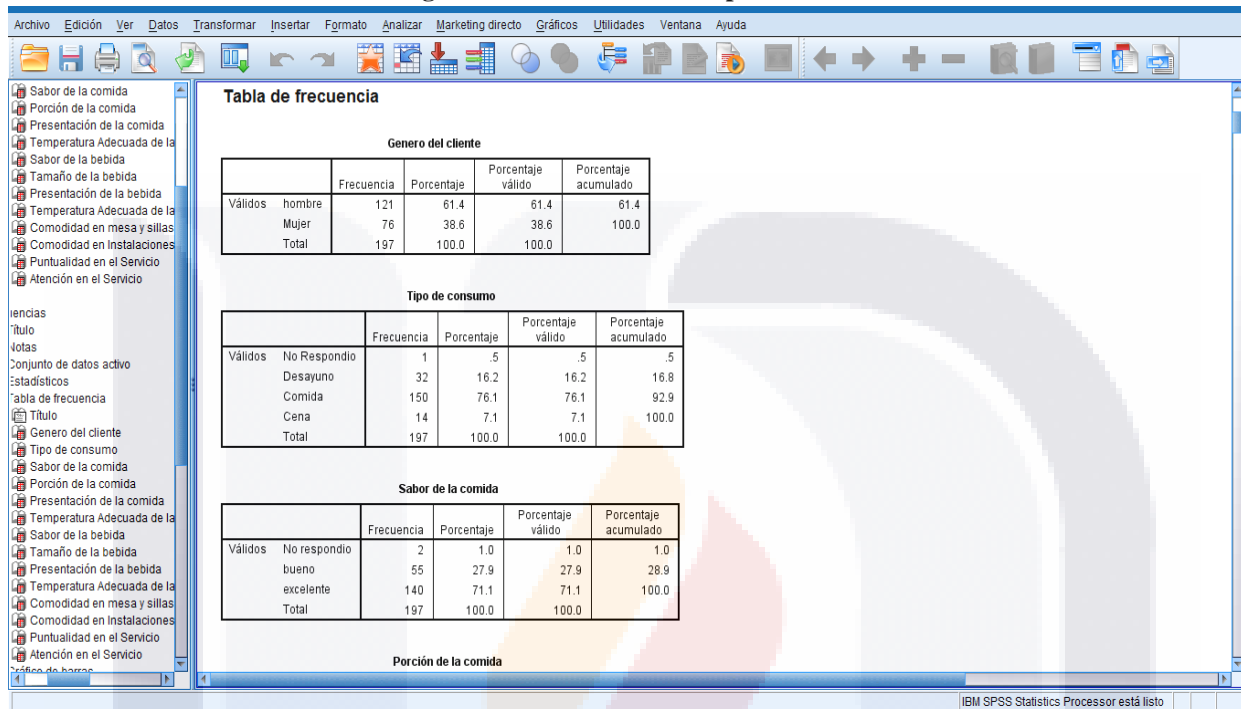 Archivo Edición Ver Datos Transformar Insertar Formato Analizar Marketing directo Gráficos Utilidades Ventana Ayuda
Sabor de la comida
Porción de la comida
Presentación de la comida
Temperatura Adecuada de la
Sabor de la bebida
Tamaño de la bebida
Presentación de la bebida
Temperatura Adecuada de la
Comodidad en mesa y sillas
Comodidad en Instalaciones
Puntualidad en el Servicio
Atención en el Servicio
iencias
Título
Notas
Conjunto de datos activo
Estadísticos
Tabla de frecuencia
Título
Genero del cliente
Tipo de consumo
Sabor de la comida
Porción de la comida
Presentación de la comida
Temperatura Adecuada de la
Sabor de la bebida
Tamaño de la bebida
Presentación de la bebida
Temperatura Adecuada de la
Comodidad en mesa y sillas
Comodidad en Instalaciones
Puntualidad en el Servicio
Atención en el Servicio
Gráfico de barras
Tabla de frecuencia
Genero del cliente
Frecuencia Porcentaje Porcentaje válido Porcentaje acumulado
Válidos hombre 121 61.4 61.4 61.4
Mujer 76 38.6 38.6 100.0
Total 197 100.0 100.0
Tipo de consumo
Frecuencia Porcentaje Porcentaje válido Porcentaje acumulado
Válidos No Respondio 1 .5 .5 .5
Desayuno 32 16.2 16.2 16.8
Comida 150 76.1 76.1 92.9
Cena 14 7.1 7.1 100.0
Total 197 100.0 100.0
Sabor de la comida
Frecuencia Porcentaje Porcentaje válido Porcentaje acumulado
Válidos No respondio 2 1.0 1.0 1.0
bueno 55 27.9 27.9 28.9
excelente 140 71.1 71.1 100.0
Total 197 100.0 100.0
Porción de la comida
IBM SPSS Statistics Processor está listo